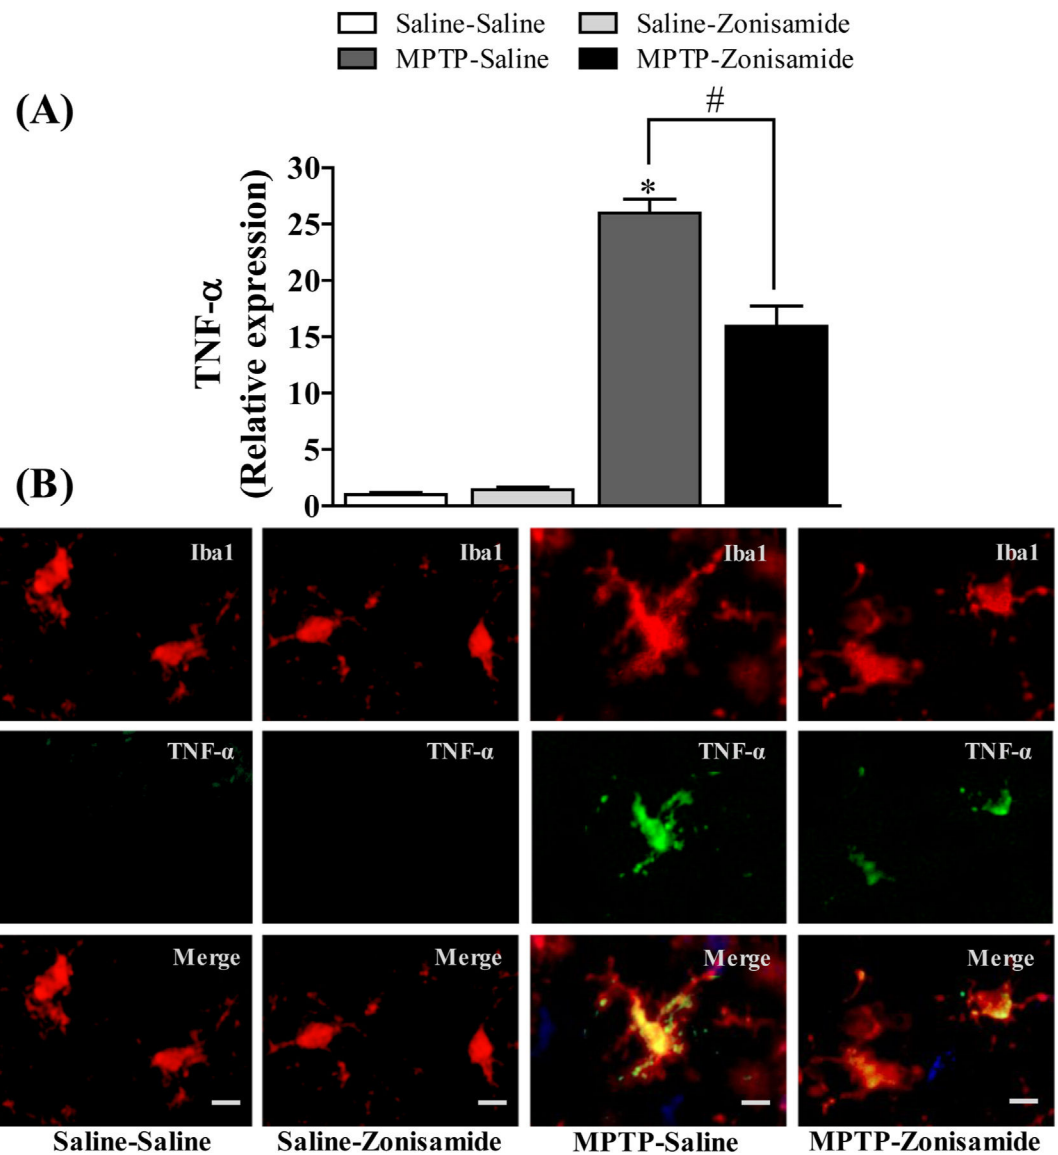 Saline-Saline Saline-Zonisamide
MPTP-Saline MPTP-Zonisamide
(A)
#
*
TNF-α
(Relative expression)
30
25
20
15
10
5
0
(B)
Iba1 Iba1 Iba1 Iba1
TNF-α TNF-α TNF-α TNF-α
Merge Merge Merge Merge
Saline-Saline Saline-Zonisamide MPTP-Saline MPTP-Zonisamide